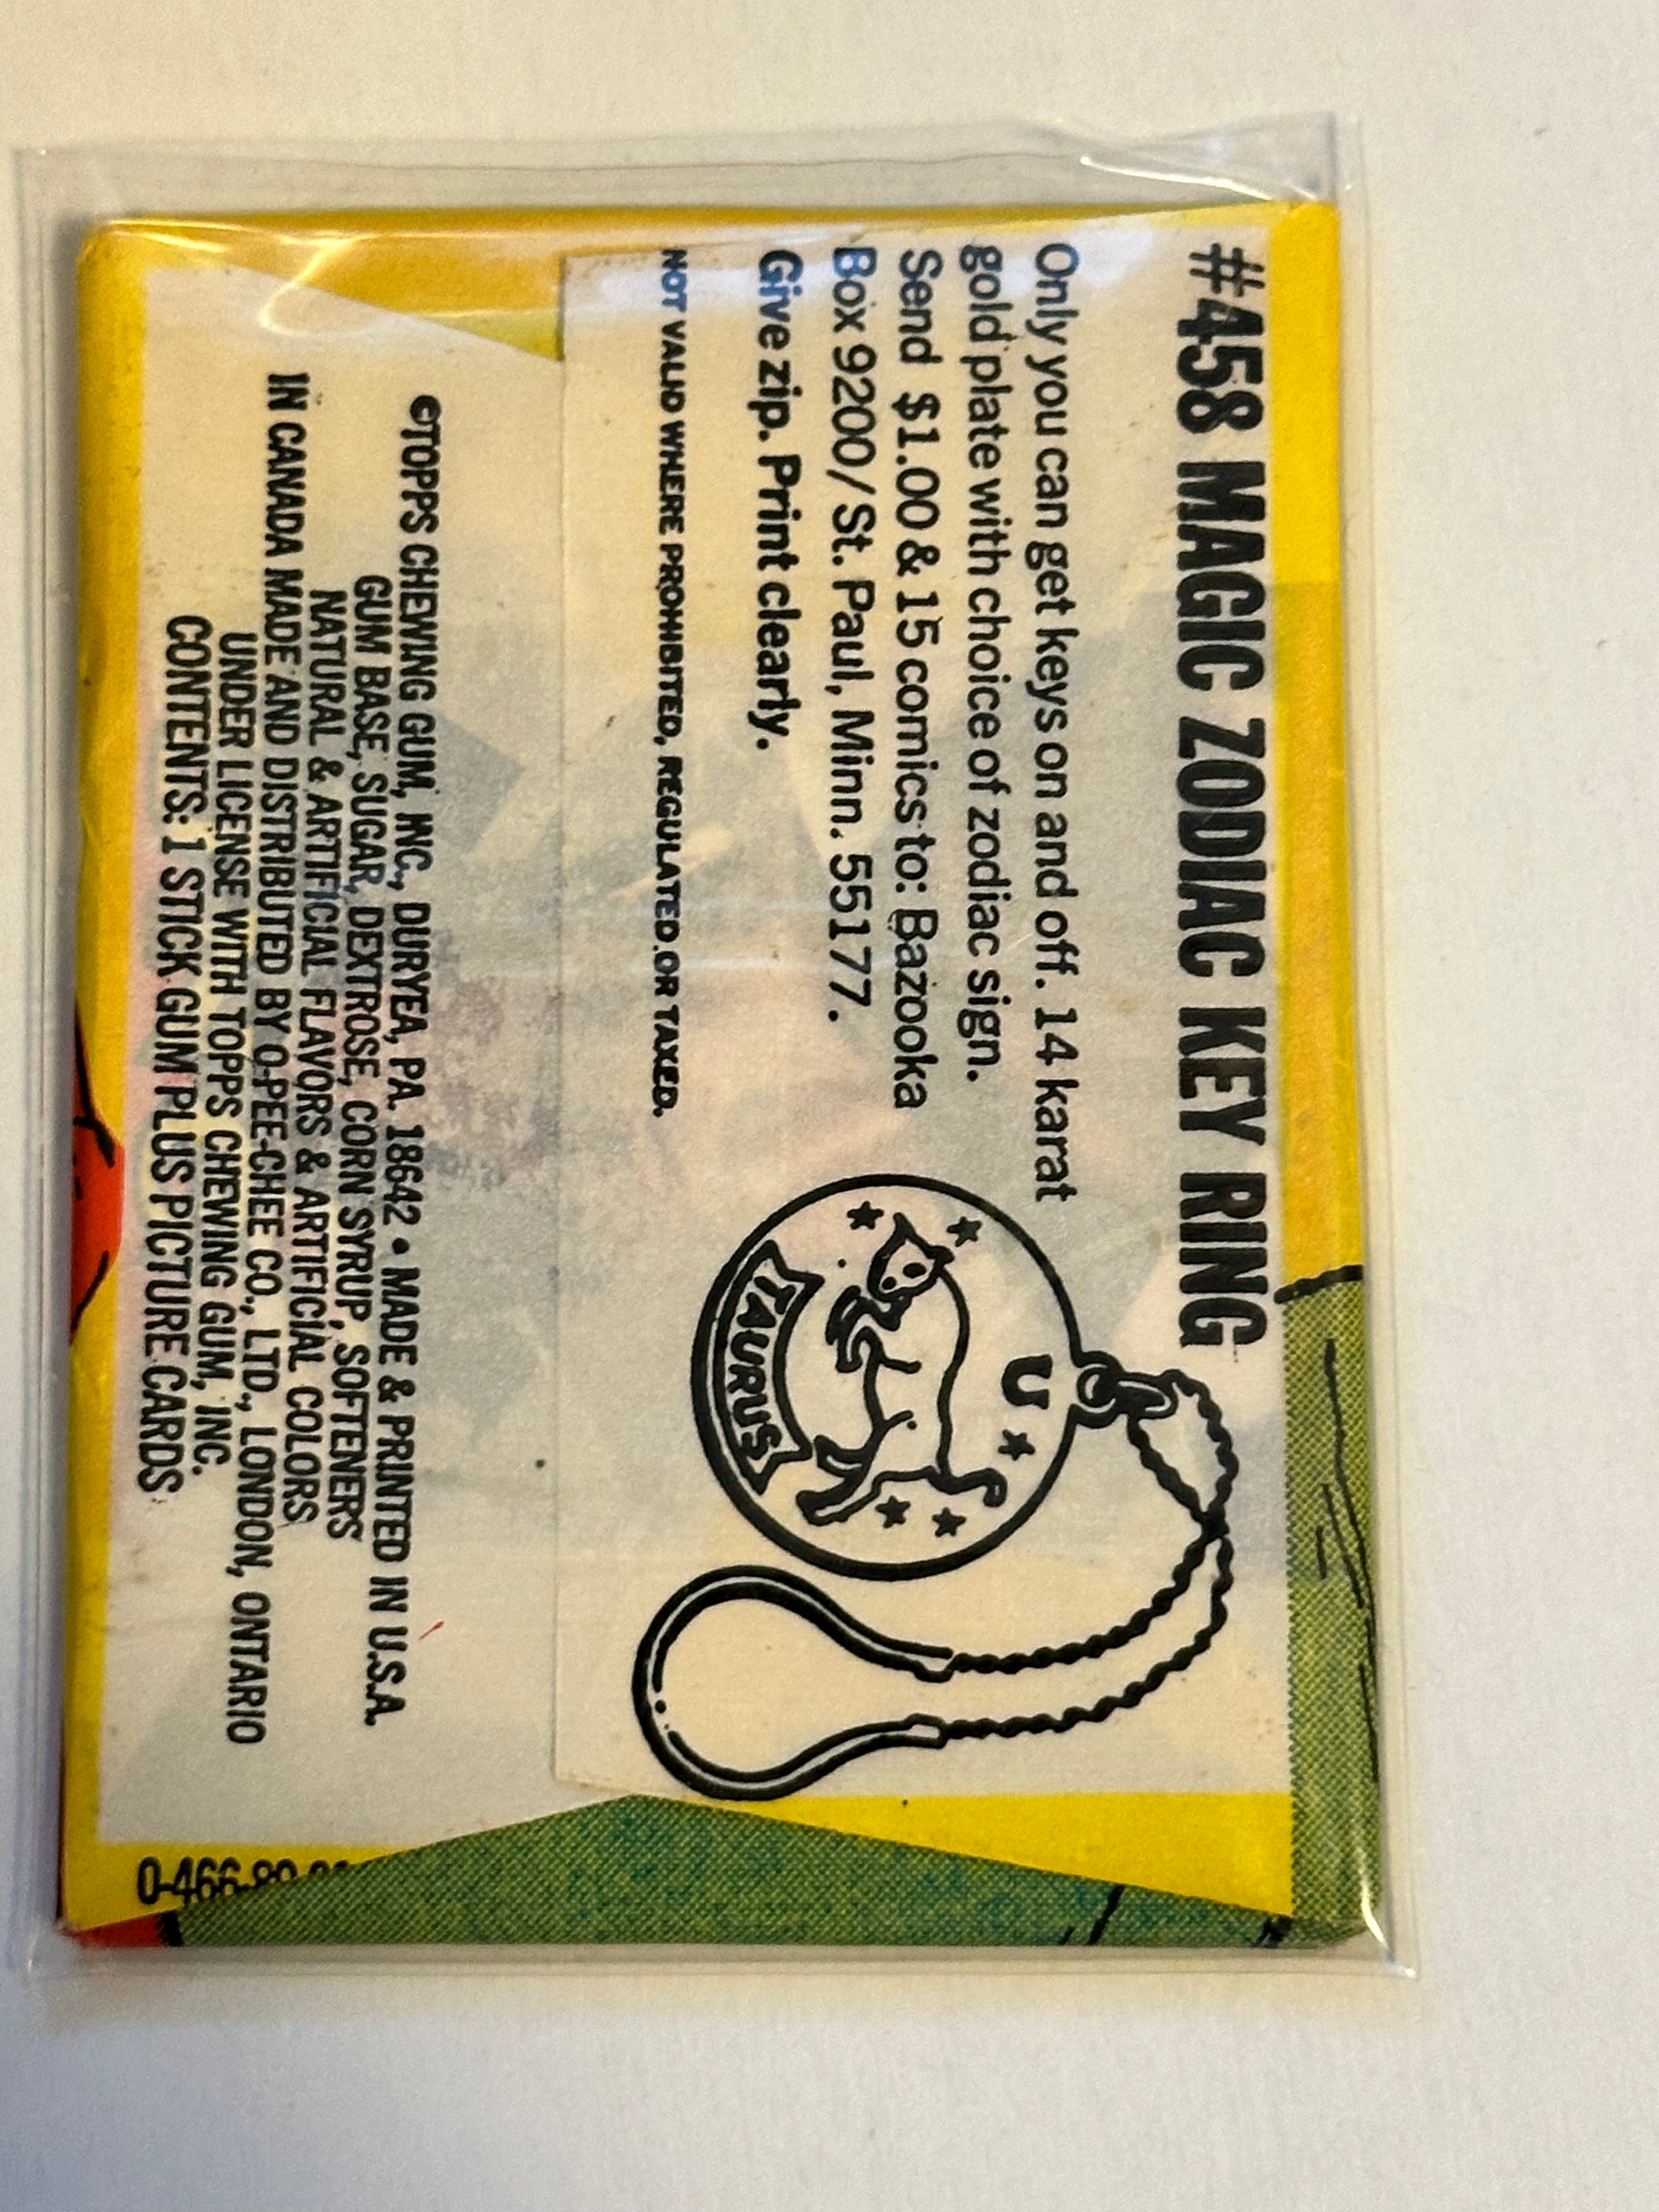 #458 MAGIC ZODIAC KEY RING
Only you can get keys on and off. 14 karat
gold plate with choice of zodiac sign.
Send $1.00 & 15 comics to: Bazooka
Box 9200/St. Paul, Minn. 55177.
Give zip. Print clearly.
NOT VALID WHERE PROHIBITED, REGULATED OR TAXED.
U
TAURUS
©TOPPS CHEWING GUM, INC., DURYEA, PA. 18642 • MADE & PRINTED IN U.S.A.
GUM BASE, SUGAR, DEXTROSE, CORN SYRUP, SOFTENERS
NATURAL & ARTIFICIAL FLAVORS & ARTIFICIAL COLORS
IN CANADA MADE AND DISTRIBUTED BY O-PEE-CHEE CO., LTD., LONDON, ONTARIO
UNDER LICENSE WITH TOPPS CHEWING GUM, INC.
CONTENTS: 1 STICK GUM PLUS PICTURE CARDS